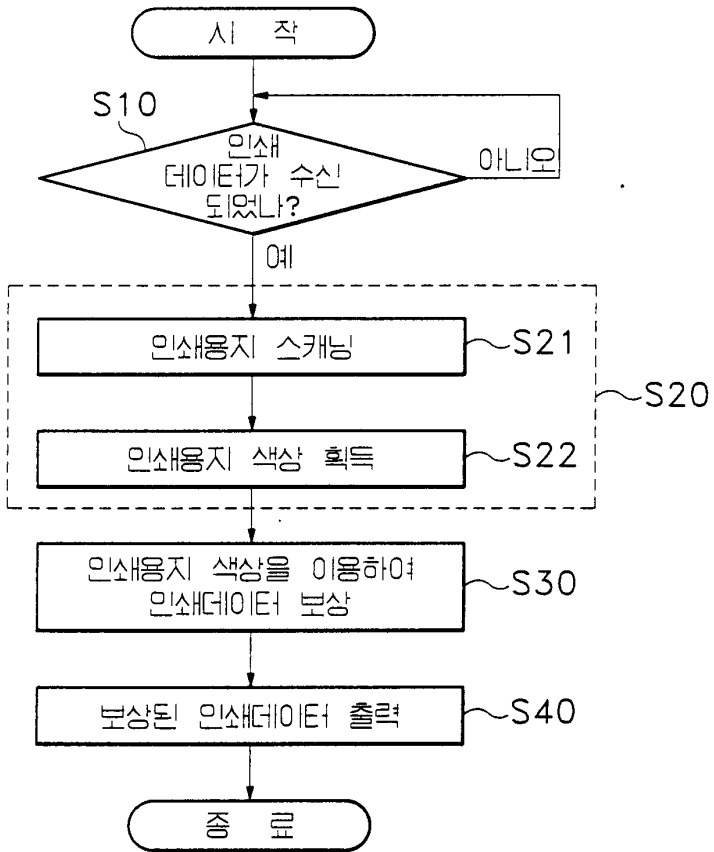 시 작
S10
인쇄
데이터가 수신
되었나?
아니오
예
인쇄용지 스캐닝
S21
S20
인쇄용지 색상 획득
S22
인쇄용지 색상을 이용하여
인쇄데이터 보상
S30
보상된 인쇄데이터 출력
S40
종 료